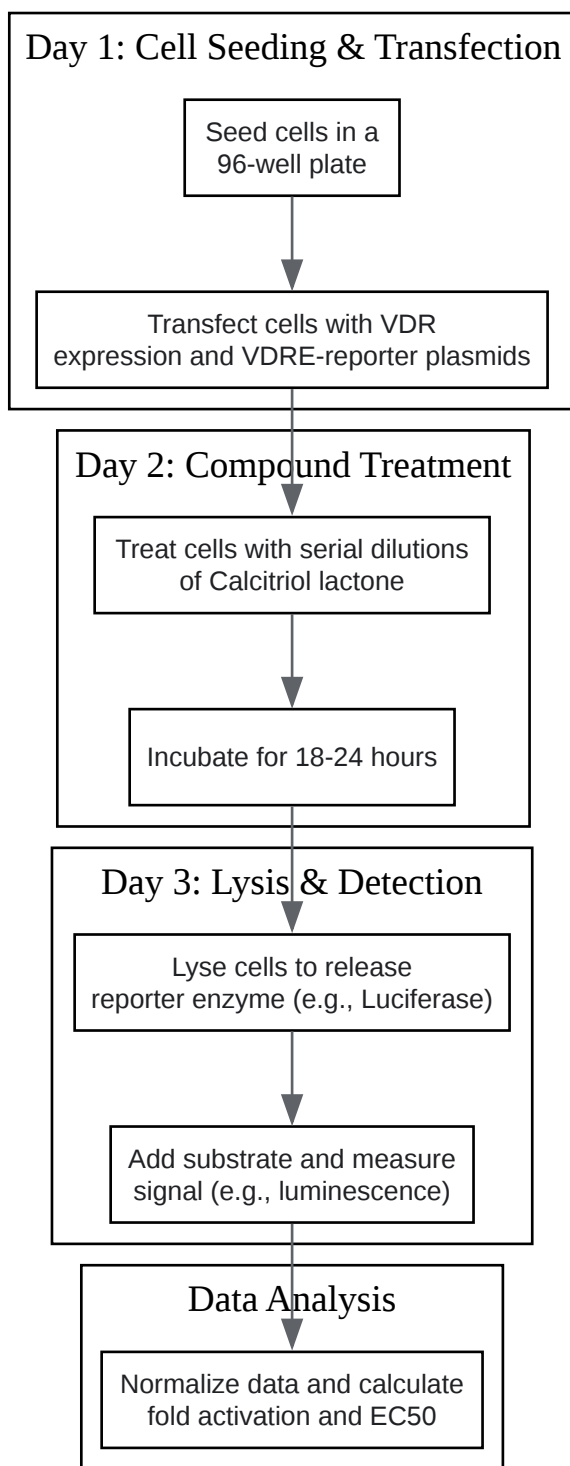 Day 1: Cell Seeding & Transfection
Seed cells in a
96-well plate
Transfect cells with VDR
expression and VDRE-reporter plasmids
Day 2: Compound Treatment
Treat cells with serial dilutions
of Calcitriol lactone
Incubate for 18-24 hours
Day 3: Lysis & Detection
Lyse cells to release
reporter enzyme (e.g., Luciferase)
Add substrate and measure
signal (e.g., luminescence)
Data Analysis
Normalize data and calculate
fold activation and EC50